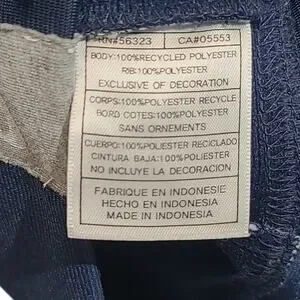 RN#56323 CA#05553
BODY:100%RECYCLED POLYESTER
RIB:100%POLYESTER
EXCLUSIVE OF DECORATION
CORPS:100%POLYESTER RECYCLE
BORD COTES:100%POLYESTER
SANS ORNEMENTS
CUERPO:100%POLIESTER RECICLADO
CINTURA BAJA:100%POLIESTER
NO INCLUYE LA DECORACION
FABRIQUE EN INDONESIE
HECHO EN INDONESIA
MADE IN INDONESIA